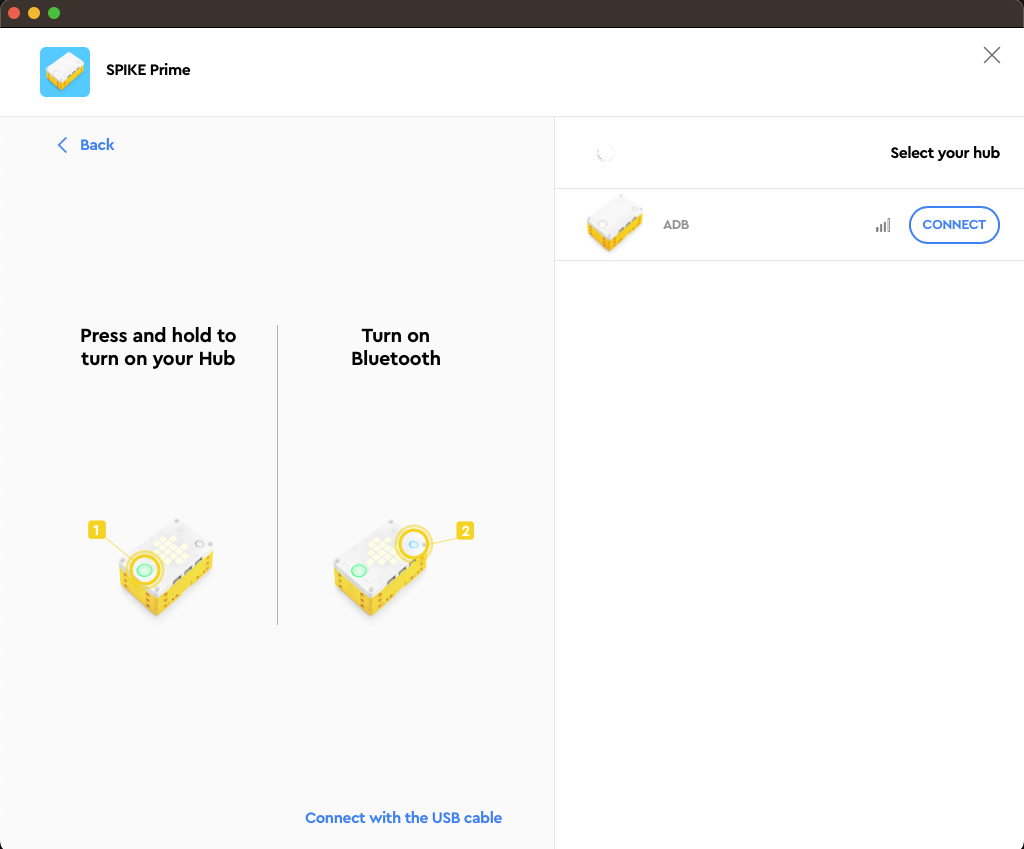 SPIKE Prime
Back
Press and hold to
turn on your Hub
Turn on
Bluetooth
1
2
Connect with the USB cable
Select your hub
ADB
CONNECT